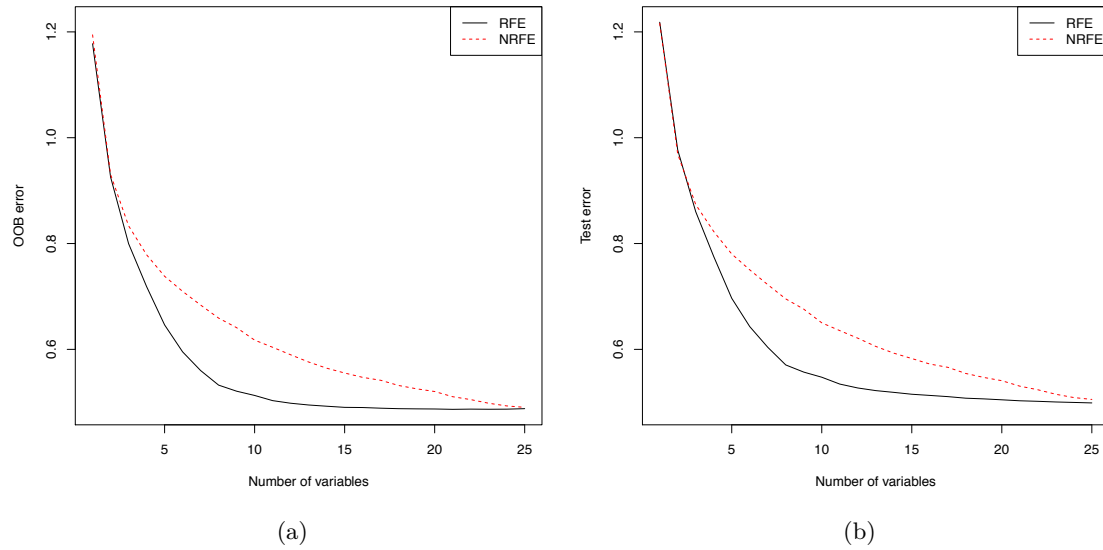 RFE
NRFE
1.2
1.0
0.8
0.6
OOB error
5
10
15
20
25
Number of variables
(a)
RFE
NRFE
1.2
1.0
0.8
0.6
Test error
5
10
15
20
25
Number of variables
(b)